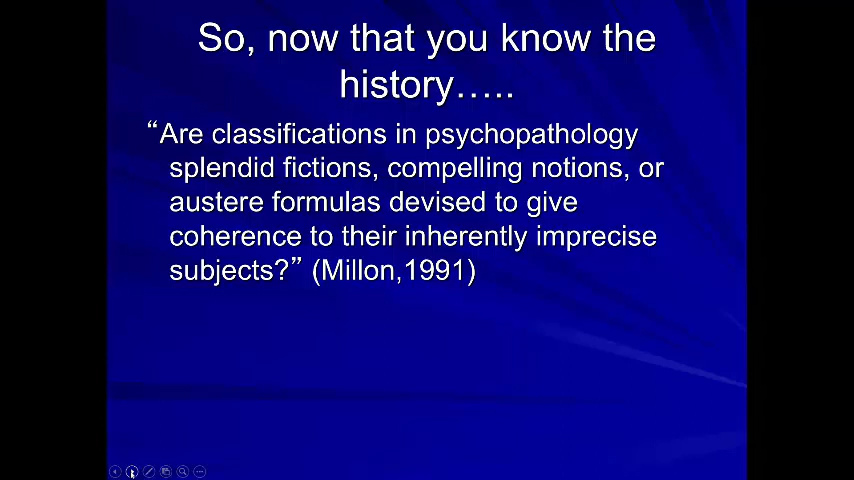 So, now that you know the
history…..
“Are classifications in psychopathology
splendid fictions, compelling notions, or
austere formulas devised to give
coherence to their inherently imprecise
subjects?” (Millon,1991)